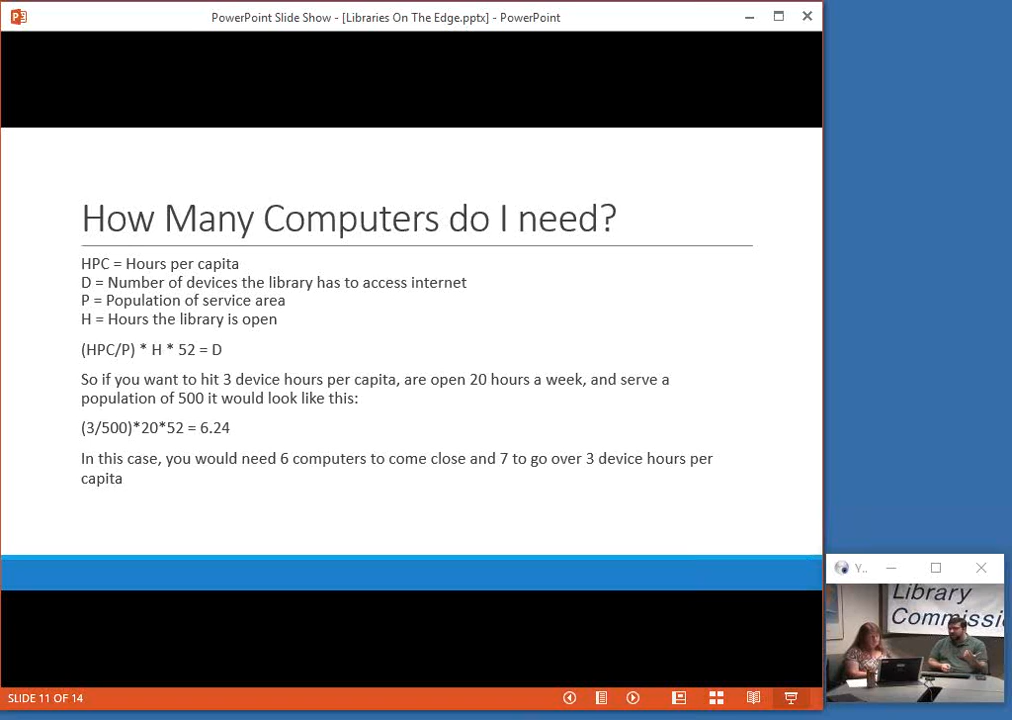 PowerPoint Slide Show - [Libraries On The Edge.pptx] - PowerPoint
How Many Computers do I need?
HPC = Hours per capita
D = Number of devices the library has to access internet
P = Population of service area
H = Hours the library is open
(HPC/P) * H * 52 = D
So if you want to hit 3 device hours per capita, are open 20 hours a week, and serve a
population of 500 it would look like this:
(3/500)*20*52 = 6.24
In this case, you would need 6 computers to come close and 7 to go over 3 device hours per
capita
Y..
Library
Commissi
SLIDE 11 OF 14